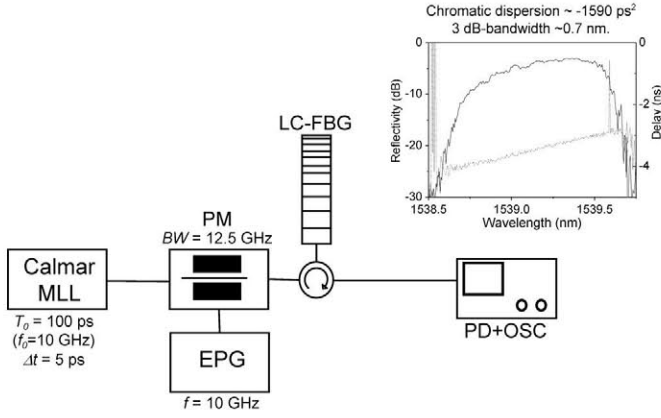 Chromatic dispersion ~ -1590 ps²
3 dB-bandwidth ~0.7 nm.
Reflectivity (dB)
0
-10
-20
-30
0
-2
-4
Delay (ns)
1538.5
1539.0
1539.5
Wavelength (nm)
LC-FBG
PM
BW = 12.5 GHz
Calmar
MLL
T₀ = 100 ps
(f₀=10 GHz)
Δt = 5 ps
EPG
f = 10 GHz
PD+OSC